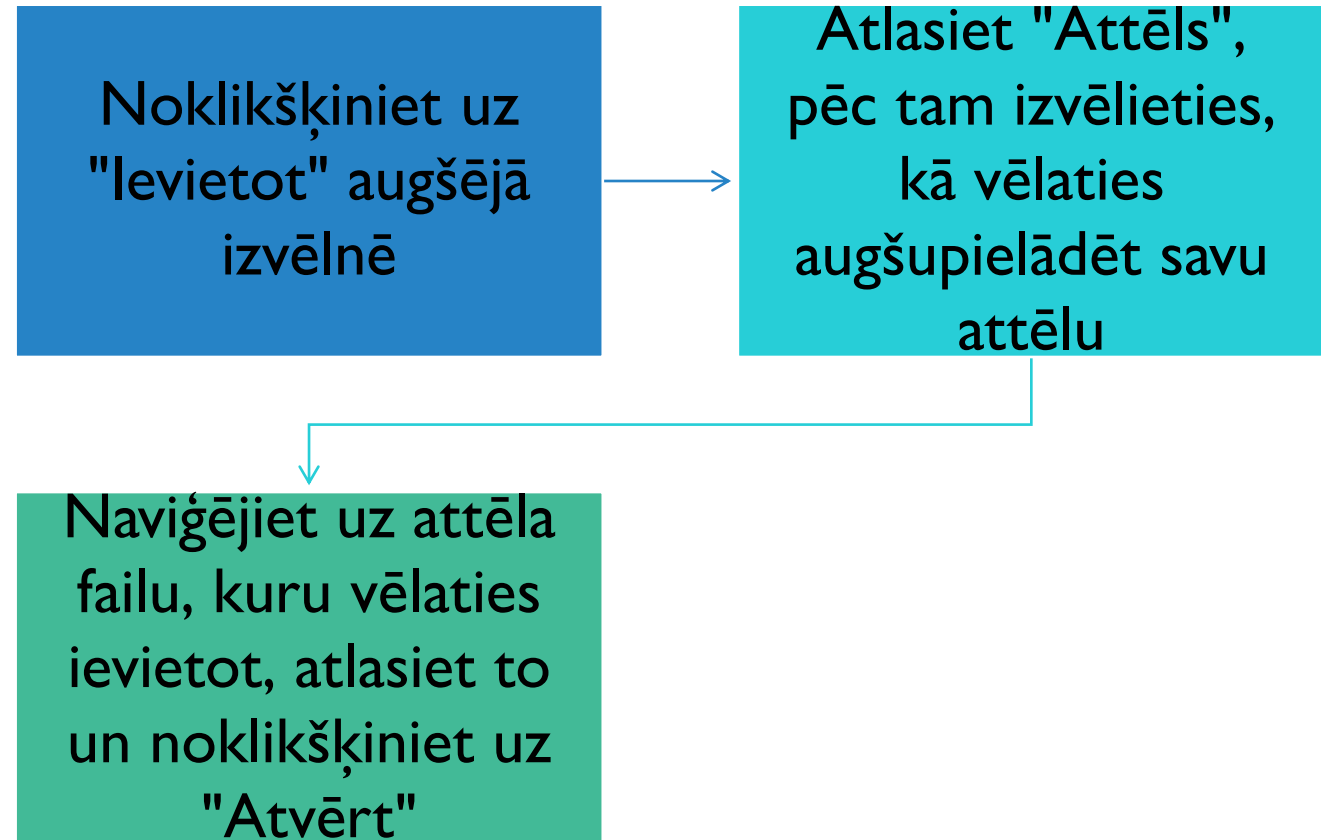 Noklikšķiniet uz
"Ievietot" augšējā
izvēlnē
Atlasiet "Attēls",
pēc tam izvēlieties,
kā vēlaties
augšupielādēt savu
attēlu
Naviģējiet uz attēla
failu, kuru vēlaties
ievietot, atlasiet to
un noklikšķiniet uz
"Atvērt"